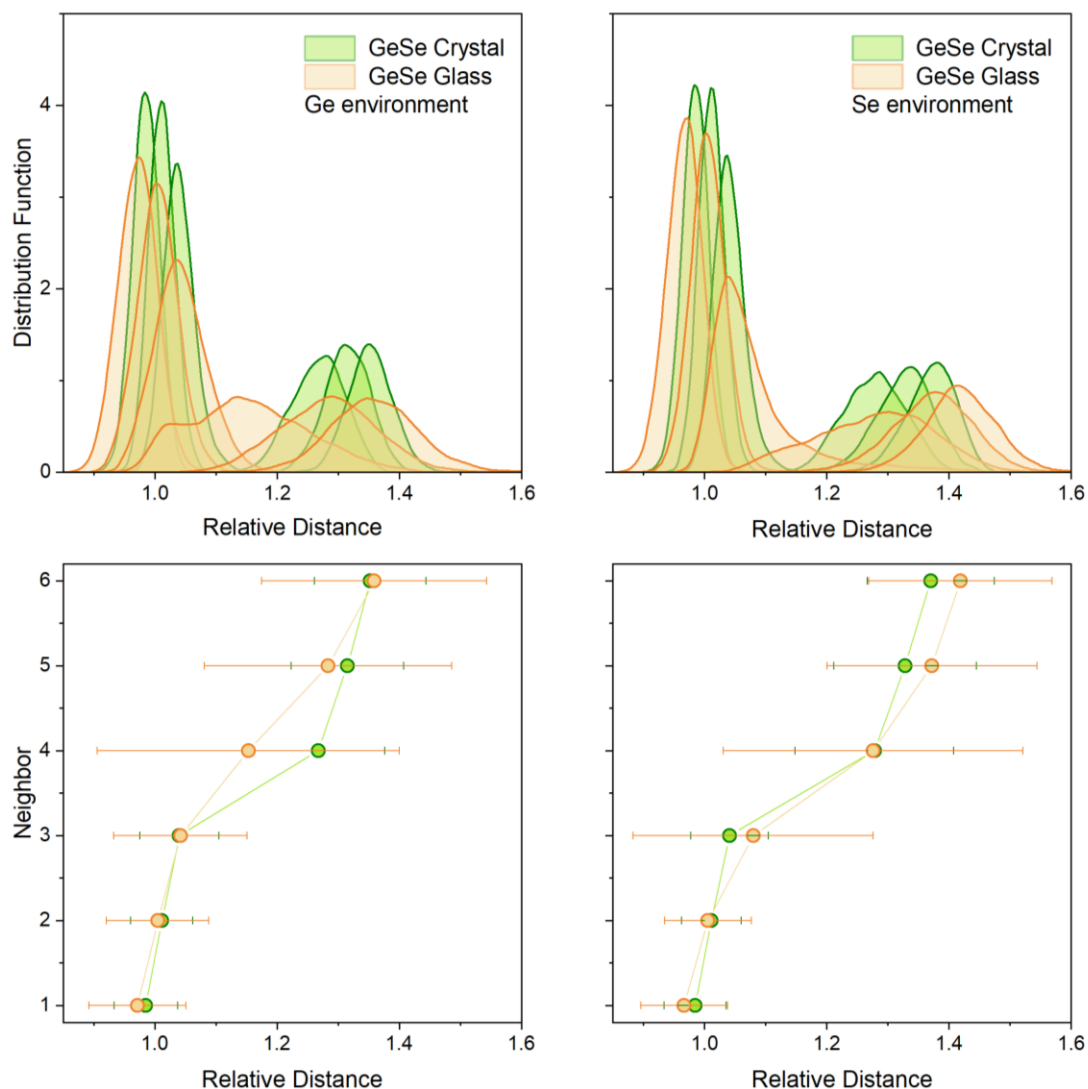 GeSe Crystal
GeSe Glass
Ge environment
4
2
0
Distribution Function
1.0 1.2 1.4 1.6
Relative Distance
GeSe Crystal
GeSe Glass
Se environment
1.0 1.2 1.4 1.6
Relative Distance
6
5
4
3
2
1
Neighbor
1.0 1.2 1.4 1.6
Relative Distance
1.0 1.2 1.4 1.6
Relative Distance